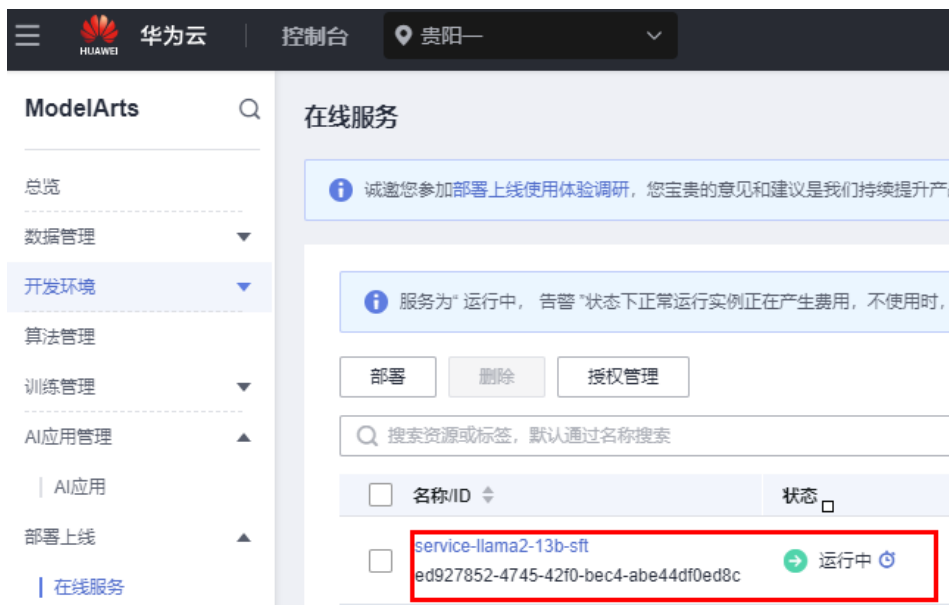 HUAWEI
华为云
控制台
贵阳一
ModelArts
在线服务
总览
诚邀您参加部署上线使用体验调研，您宝贵的意见和建议是我们持续提升产
数据管理
开发环境
服务为“ 运行中， 告警 ”状态下正常运行实例正在产生费用，不使用时，
算法管理
部署
删除
授权管理
训练管理
AI应用管理
搜索资源或标签，默认通过名称搜索
AI应用
名称/ID
状态
部署上线
service-llama2-13b-sft
运行中
ed927852-4745-42f0-bec4-abe44df0ed8c
在线服务